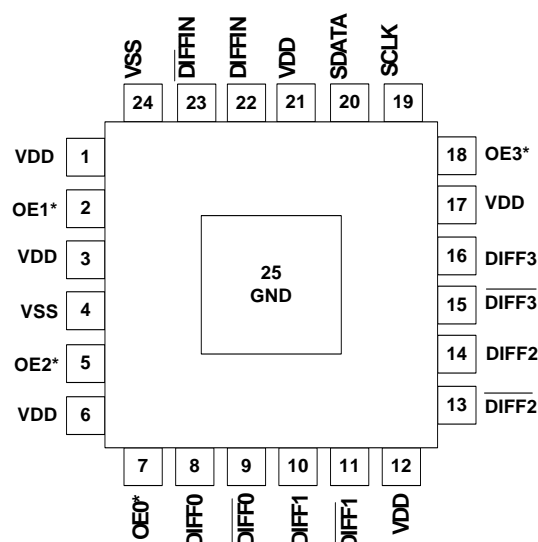 VSS
DIFFIN
DIFFIN
VDD
SDATA
SCLK
24
23
22
21
20
19
VDD 1
OE1* 2
VDD 3
VSS 4
OE2* 5
VDD 6
18 OE3*
17 VDD
16 DIFF3
15 DIFF3
14 DIFF2
13 DIFF2
25
GND
7
8
9
10
11
12
OE0*
DIFF0
DIFF0
DIFF1
DIFF1
VDD